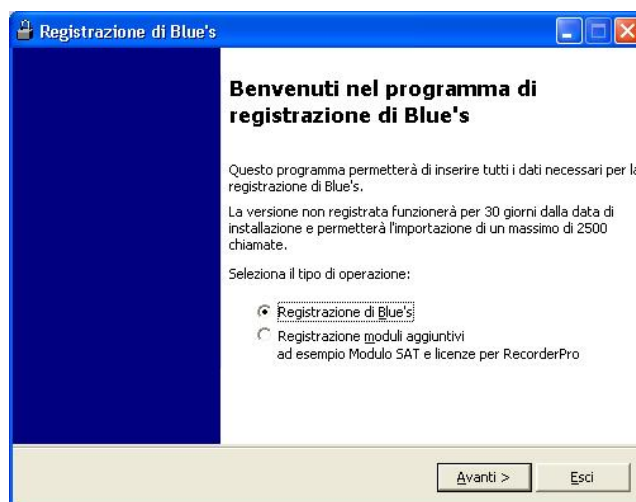 Registrazione di Blue's
Benvenuti nel programma di
registrazione di Blue's
Questo programma permetterà di inserire tutti i dati necessari per la
registrazione di Blue's.
La versione non registrata funzionerà per 30 giorni dalla data di
installazione e permetterà l'importazione di un massimo di 2500
chiamate.
Seleziona il tipo di operazione:
Registrazione di Blue's
Registrazione moduli aggiuntivi
ad esempio Modulo SAT e licenze per RecorderPro
Avanti >
Esci